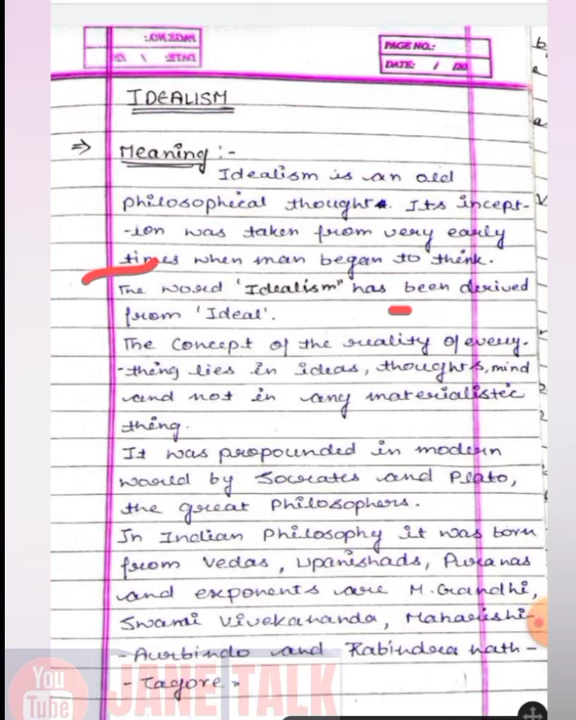 PAGE NO.:
DATE: / /20
IDEALISM
⇒ Meaning :-
Idealism is an old
philosophical thought. Its incept-
-ion was taken from very early
times when man began to think.
The word 'Idealism" has been derived
from 'Ideal'.
The Concept of the reality of every-
-thing lies in ideas, thoughts, mind
and not in any materialistic
thing.
It was propounded in modern
world by Socrates and Plato,
the great Philosophers.
In Indian Philosophy it was born
from Vedas, Upanishads, Puranas
and exponents are M.Gandhi,
Swami Vivekananda, Maharishi-
-Aurbindo and Rabindra nath-
-Tagore.
You Tube JANE TALK